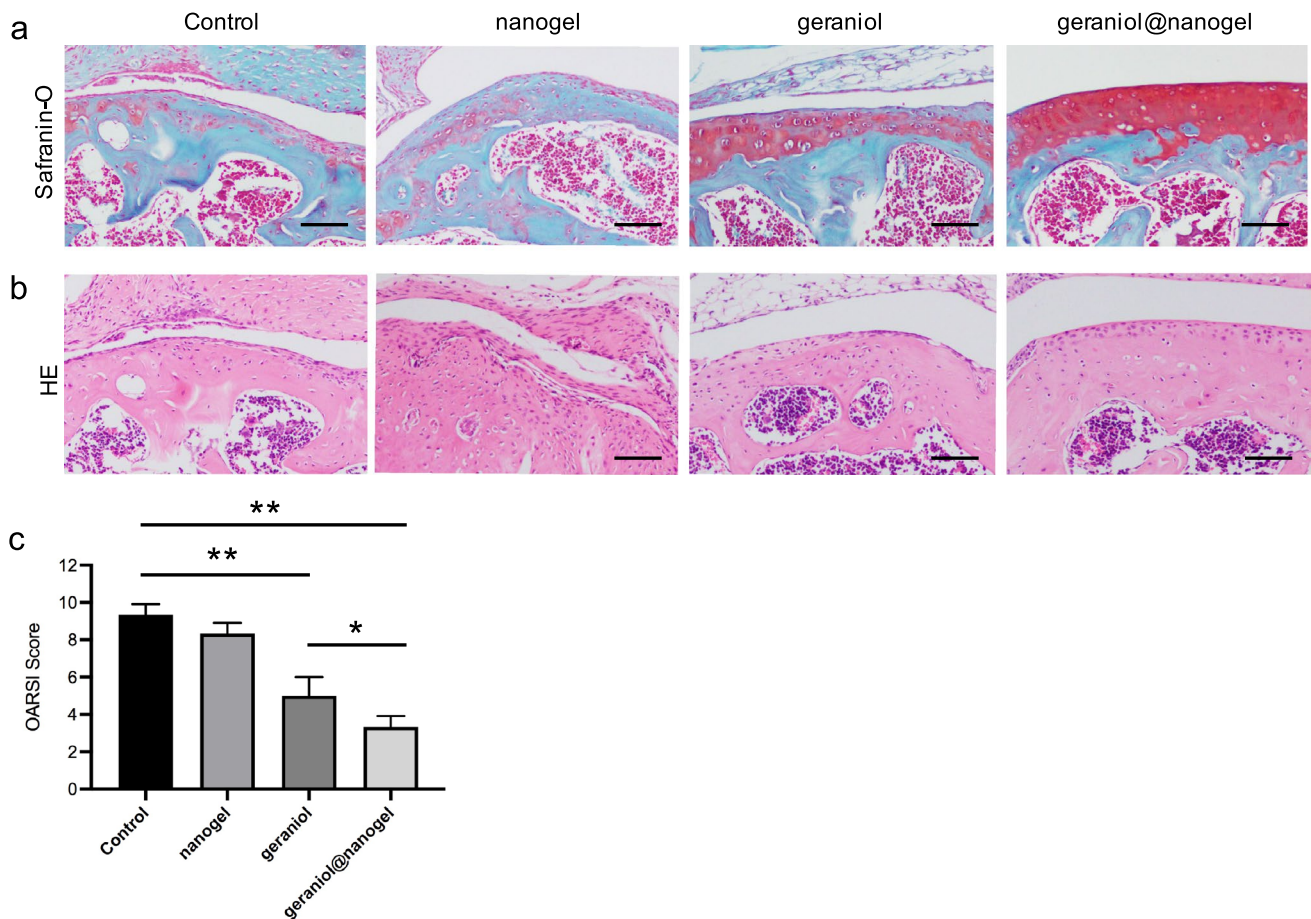 a
Control
nanogel
geraniol
geraniol@nanogel
Safranin-O
b
HE
c
**
**
*
OARSI Score
12
10
8
6
4
2
0
Control
nanogel
geraniol
geraniol@nanogel